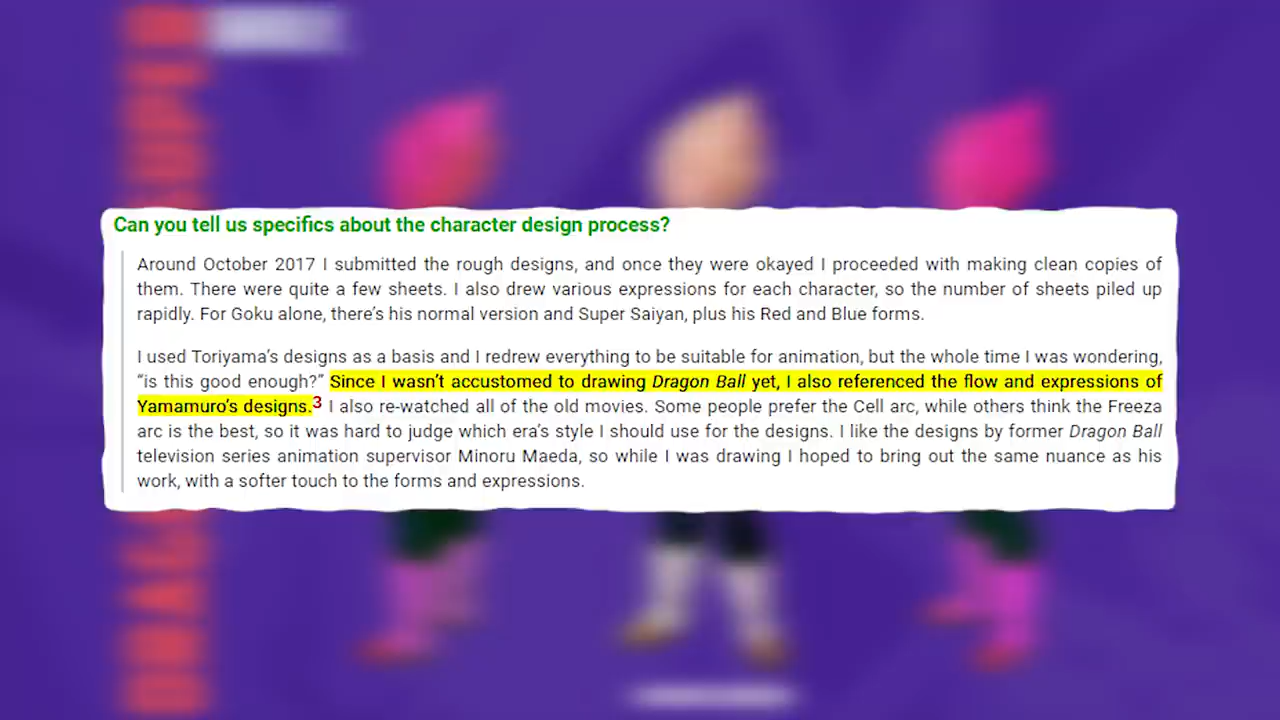 Can you tell us specifics about the character design process?
Around October 2017 I submitted the rough designs, and once they were okayed I proceeded with making clean copies of
them. There were quite a few sheets. I also drew various expressions for each character, so the number of sheets piled up
rapidly. For Goku alone, there’s his normal version and Super Saiyan, plus his Red and Blue forms.
I used Toriyama’s designs as a basis and I redrew everything to be suitable for animation, but the whole time I was wondering,
“is this good enough?” Since I wasn’t accustomed to drawing Dragon Ball yet, I also referenced the flow and expressions of
Yamamuro’s designs.3 I also re-watched all of the old movies. Some people prefer the Cell arc, while others think the Freeza
arc is the best, so it was hard to judge which era’s style I should use for the designs. I like the designs by former Dragon Ball
television series animation supervisor Minoru Maeda, so while I was drawing I hoped to bring out the same nuance as his
work, with a softer touch to the forms and expressions.